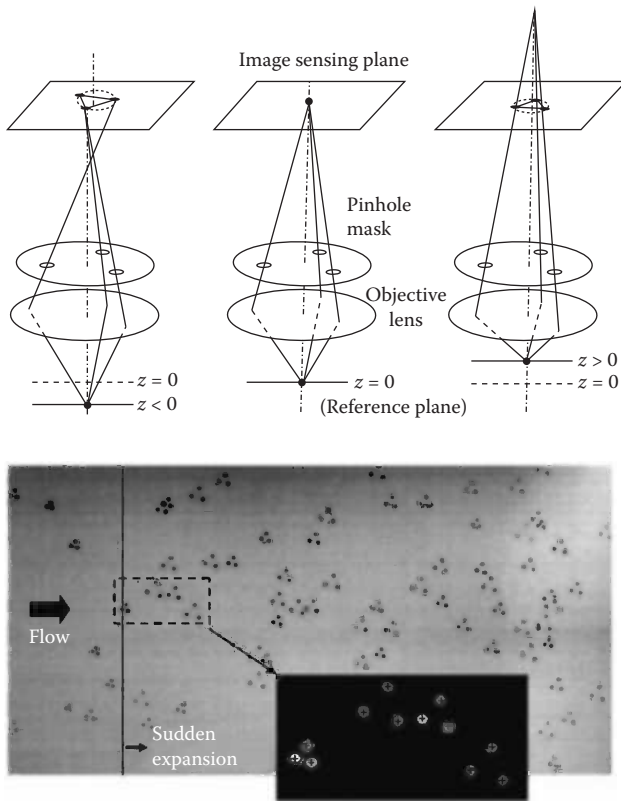 Image sensing plane
Pinhole
mask
Objective
lens
z = 0
z < 0
z = 0
(Reference plane)
z > 0
z = 0
Flow
Sudden
expansion